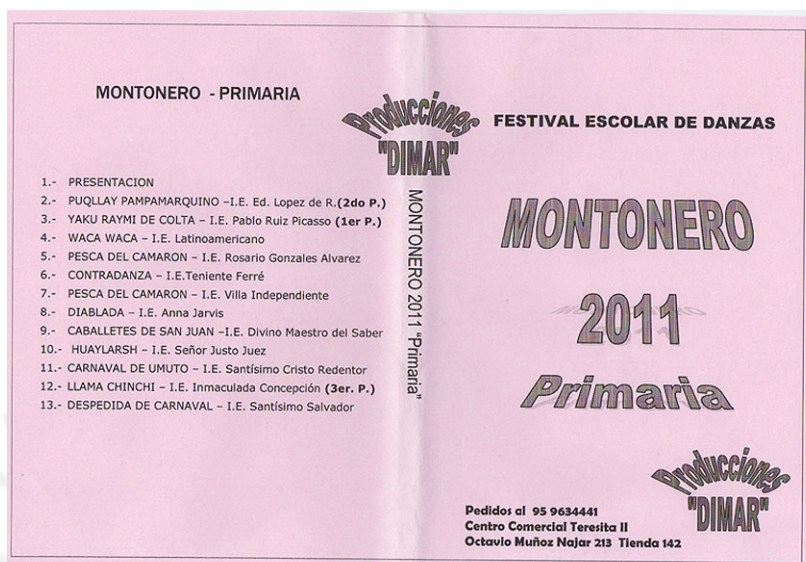 MONTONERO - PRIMARIA
1.- PRESENTACION
2.- PUQLLAY PAMPAMARQUINO –I.E. Ed. Lopez de R.(2do P.)
3.- YAKU RAYMI DE COLTA – I.E. Pablo Ruiz Picasso (1er P.)
4.- WACA WACA – I.E. Latinoamericano
5.- PESCA DEL CAMARON – I.E. Rosario Gonzales Alvarez
6.- CONTRADANZA – I.E.Teniente Ferré
7.- PESCA DEL CAMARON – I.E. Villa Independiente
8.- DIABLADA – I.E. Anna Jarvis
9.- CABALLETES DE SAN JUAN –I.E. Divino Maestro del Saber
10.- HUAYLARSH – I.E. Señor Justo Juez
11.- CARNAVAL DE UMUTO – I.E. Santísimo Cristo Redentor
12.- LLAMA CHINCHI – I.E. Inmaculada Concepción (3er. P.)
13.- DESPEDIDA DE CARNAVAL – I.E. Santísimo Salvador
Producciones
"DIMAR"
MONTONERO 2011 "Primaria"
FESTIVAL ESCOLAR DE DANZAS
MONTONERO
2011
Primaria
Producciones
"DIMAR"
Pedidos al 95 9634441
Centro Comercial Teresita II
Octavio Muñoz Najar 213 Tienda 142